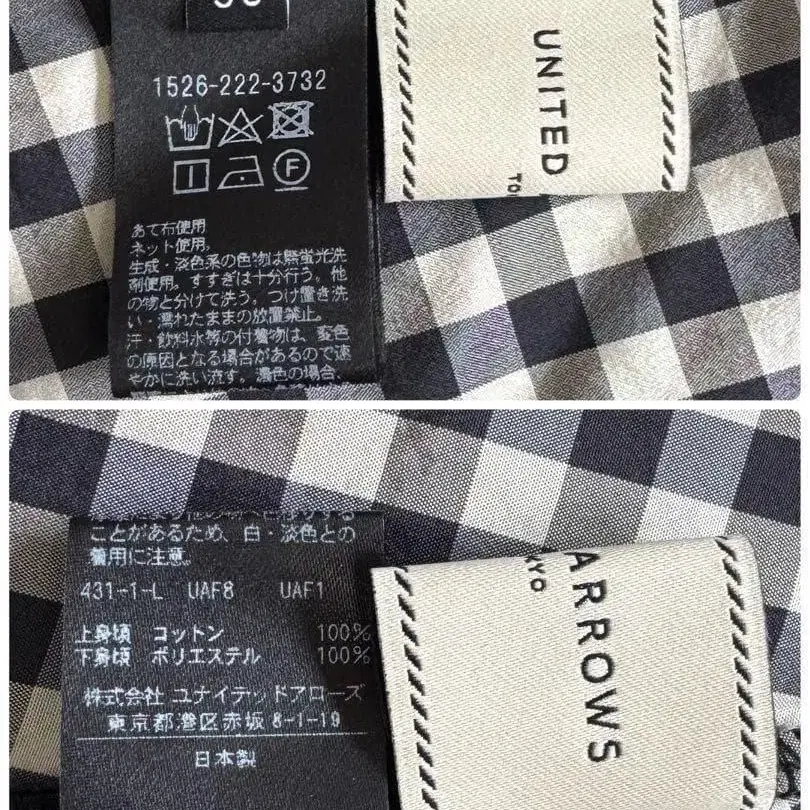 1526-222-3732
F
あて布使用
ネット使用。
生成・淡色系の色物は無蛍光洗
剤使用。すすぎは十分行う。他
の物と分けて洗う。つけ置き洗
い・濡れたままの放置禁止。
汗・飲料水等の付着物は、変色
の原因となる場合があるので速
やかに洗い流す。濃色の場合、
UNITED
ことがあるため、白・淡色との
着用に注意。
431-1-L UAF8 UAF1
上身頃 コットン 100%
下身頃 ポリエステル 100%
株式会社 ユナイテッドアローズ
東京都港区赤坂 8-1-19
日本製
ARROWS